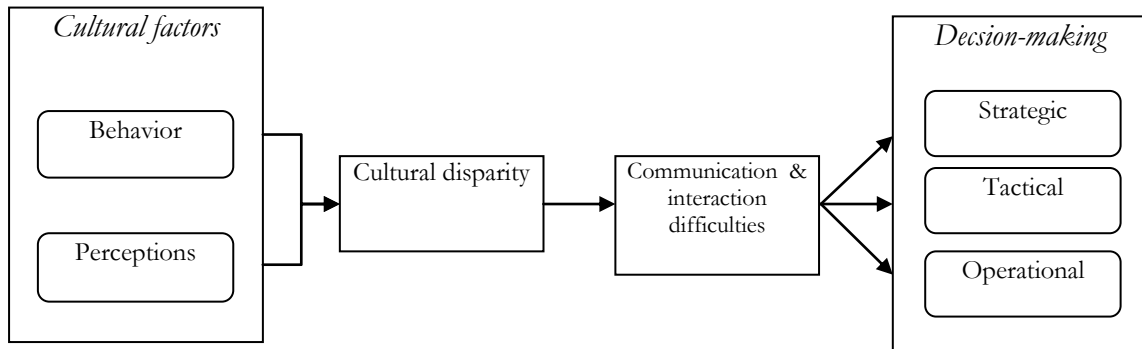 Cultural factors
Behavior
Perceptions
Cultural disparity
Communication & 
interaction
difficulties
Decsion-making
Strategic
Tactical
Operational